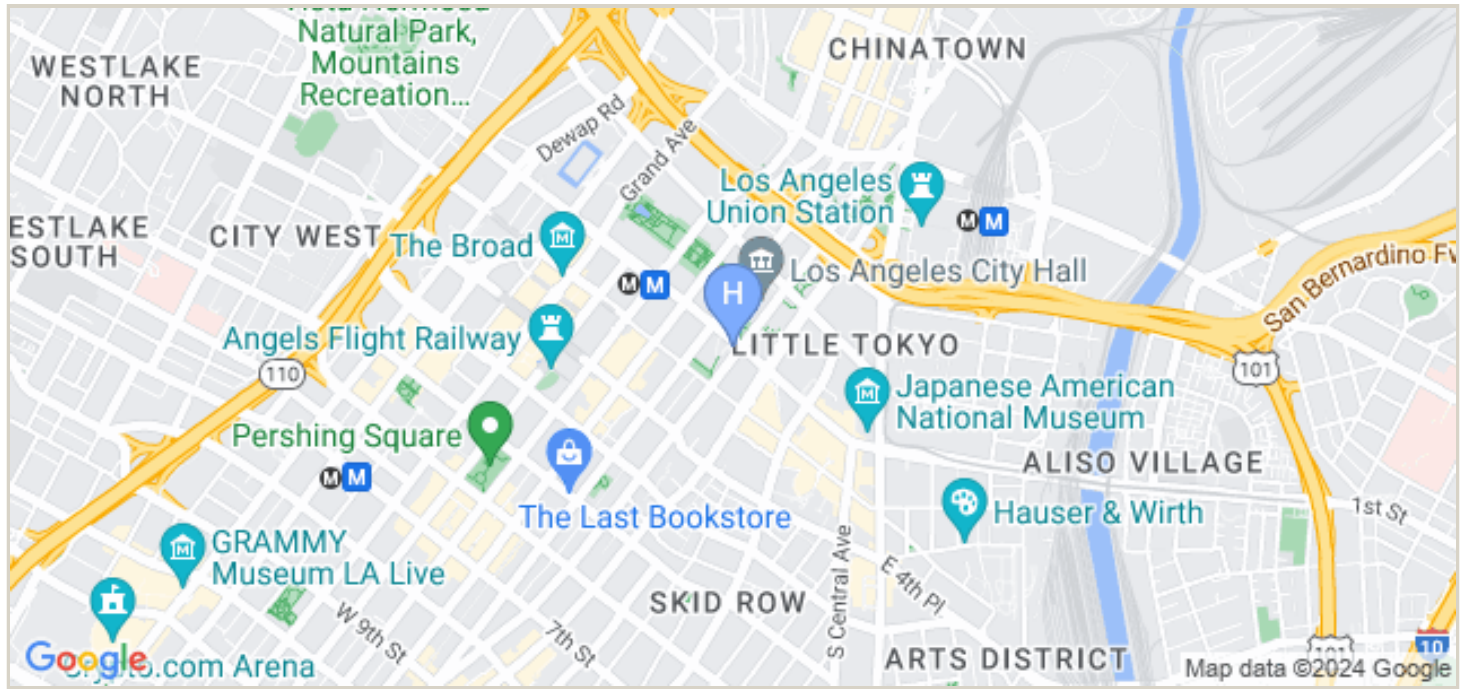 Natural Park,
Mountains
Recreation...
CHINATOWN
WESTLAKE
NORTH
Dewap Rd
Grand Ave
Los Angeles
Union Station
M M
ESTLAKE
SOUTH
CITY WEST
The Broad
M M
Los Angeles City Hall
H
San Bernardino Fw
Angels Flight Railway
LITTLE TOKYO
110
101
Japanese American
National Museum
Pershing Square
ALISO VILLAGE
M M
The Last Bookstore
Hauser & Wirth
1st St
GRAMMY
Museum LA Live
S Central Ave
E 4th Pl
SKID ROW
W 9th St
7th St
ARTS DISTRICT
101
10
Google
.com Arena
Map data ©2024 Google